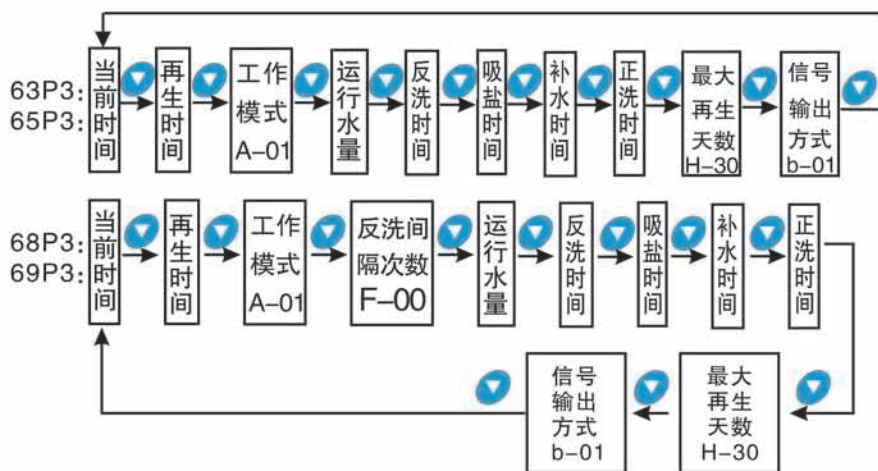 63P3:
65P3:
当前时间
再生时间
工作
模式
A-01
运行水量
反洗时间
吸盐时间
补水时间
正洗时间
最大
再生
天数
H-30
信号
输出
方式
b-01
68P3:
69P3:
当前时间
再生时间
工作
模式
A-01
反洗间
隔次数
F-00
运行水量
反洗时间
吸盐时间
补水时间
正洗时间
最大
再生
天数
H-30
信号
输出
方式
b-01